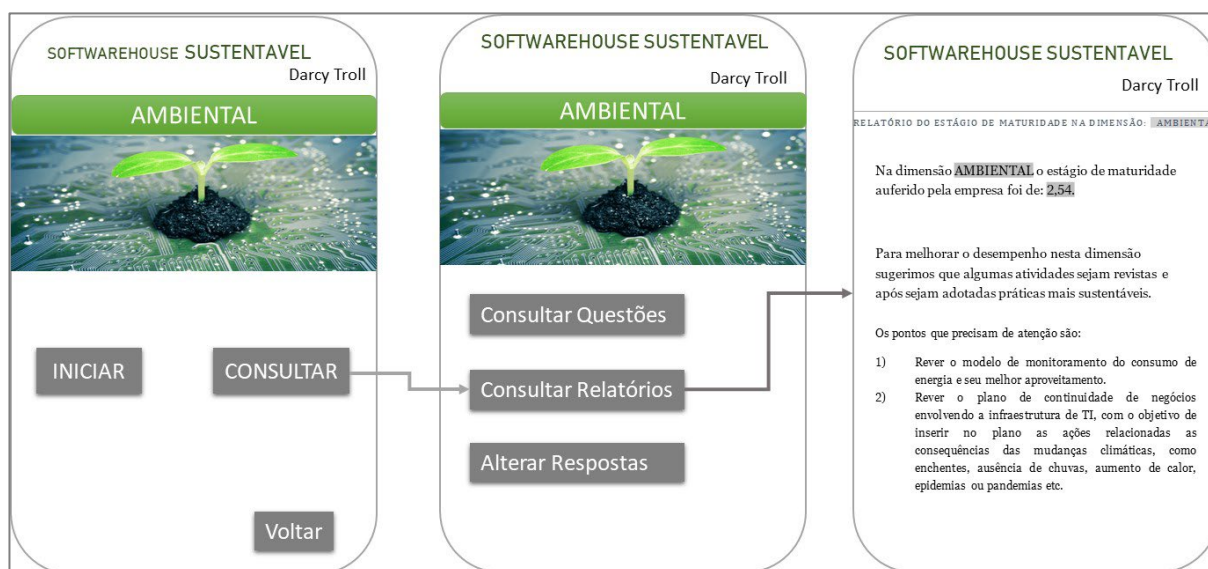 SOFTWAREHOUSE SUSTENTAVEL
Darcy Troll
AMBIENTAL
INICIAR
CONSULTAR
Voltar
SOFTWAREHOUSE SUSTENTAVEL
Darcy Troll
AMBIENTAL
Consultar Questões
Consultar Relatórios
Alterar Respostas
SOFTWAREHOUSE SUSTENTAVEL
Darcy Troll
RELATÓRIO DO ESTÁGIO DE MATURIDADE NA DIMENSÃO: AMBIENTA
Na dimensão AMBIENTAL o estágio de maturidade
auferido pela empresa foi de: 2,54.
Para melhorar o desempenho nesta dimensão
sugerimos que algumas atividades sejam revistas e
após sejam adotadas práticas mais sustentáveis.
Os pontos que precisam de atenção são:
1) Rever o modelo de monitoramento do consumo de
energia e seu melhor aproveitamento.
2) Rever o plano de continuidade de negócios
envolvendo a infraestrutura de TI, com o objetivo de
inserir no plano as ações relacionadas as
consequências das mudanças climáticas, como
enchentes, ausência de chuvas, aumento de calor,
epidemias ou pandemias etc.